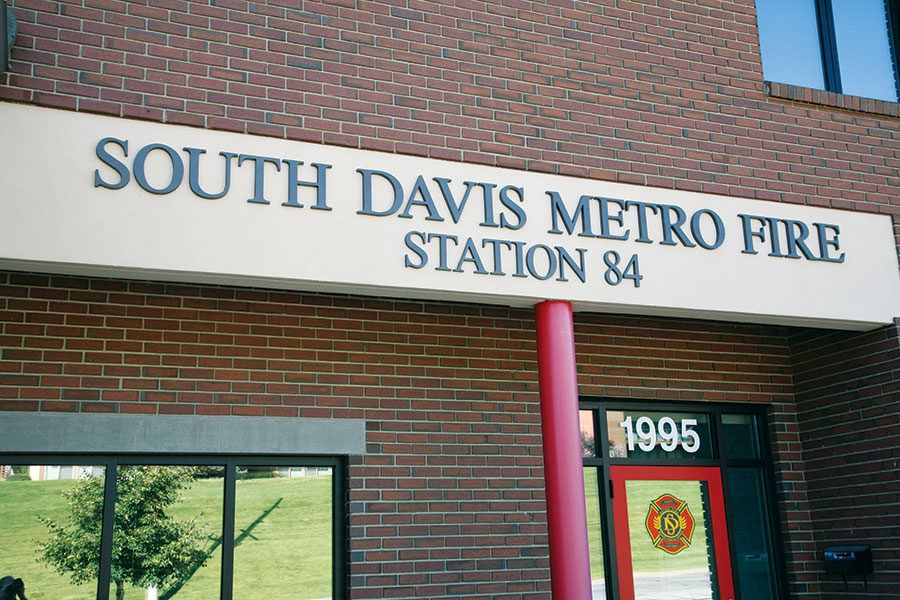 SOUTH DAVIS METRO FIRE
STATION 84
1995